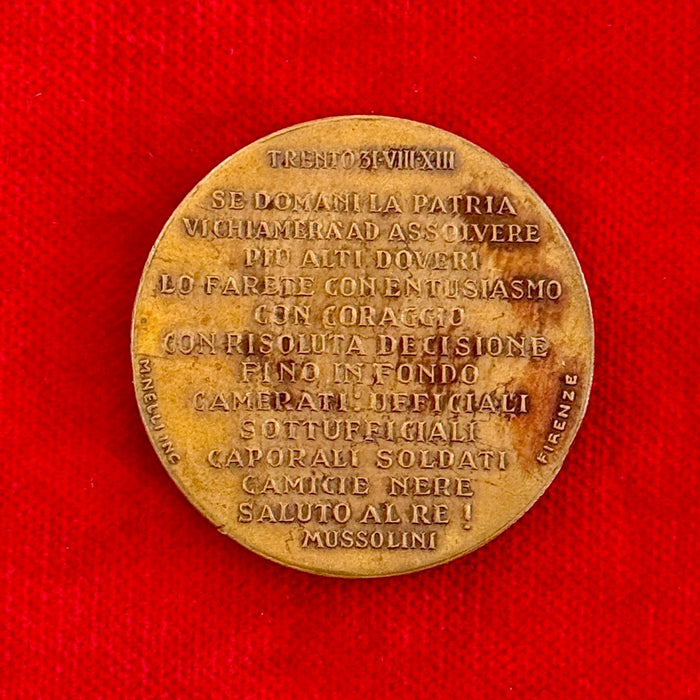 TRENTO 31·VIII·XIII
SE DOMANI LA PATRIA
VI CHIAMERA AD ASSOLVERE
PIU ALTI DOVERI
LO FARETE CON ENTUSIASMO
CON CORAGGIO
CON RISOLUTA DECISIONE
FINO IN FONDO
CAMERATI: UFFICIALI
SOTTUFFICIALI
CAPORALI SOLDATI
CAMICIE NERE
SALUTO AL RE!
MUSSOLINI
M.NELLI INC
FIRENZE